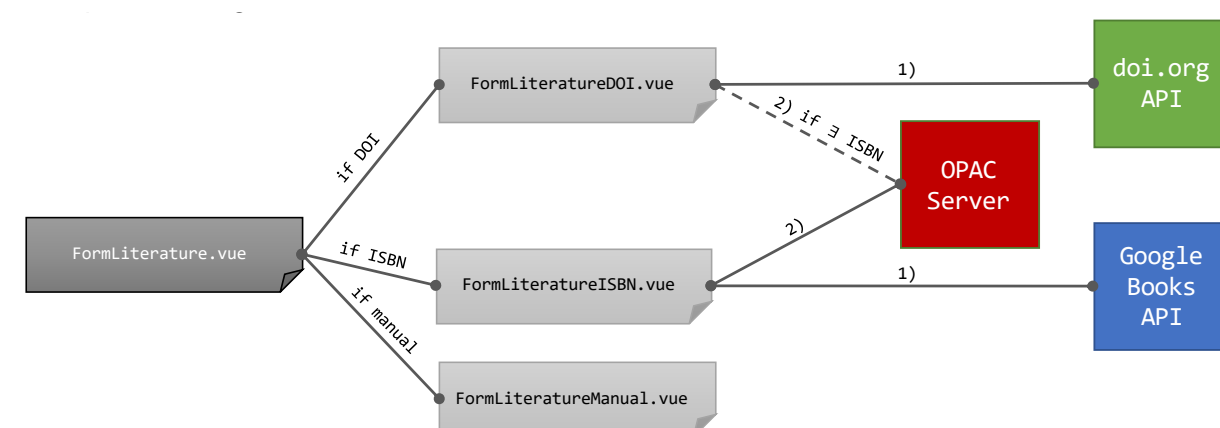 FormLiteratureDOI.vue
1)
doi.org
API
2) if ∃ ISBN
if DOI
OPAC
Server
FormLiterature.vue
if ISBN
2)
FormLiteratureISBN.vue
1)
Google
Books
API
if manual
FormLiteratureManual.vue